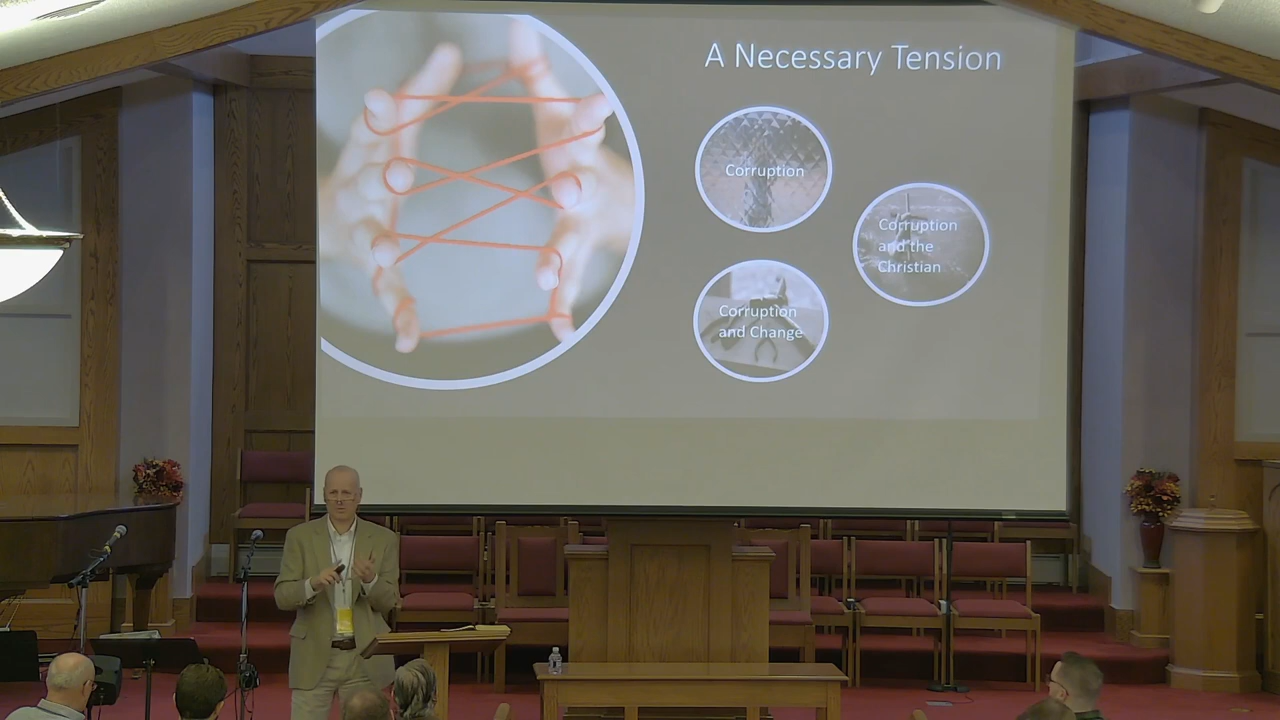 A Necessary Tension
Corruption
Corruption
and the
Christian
Corruption
and Change